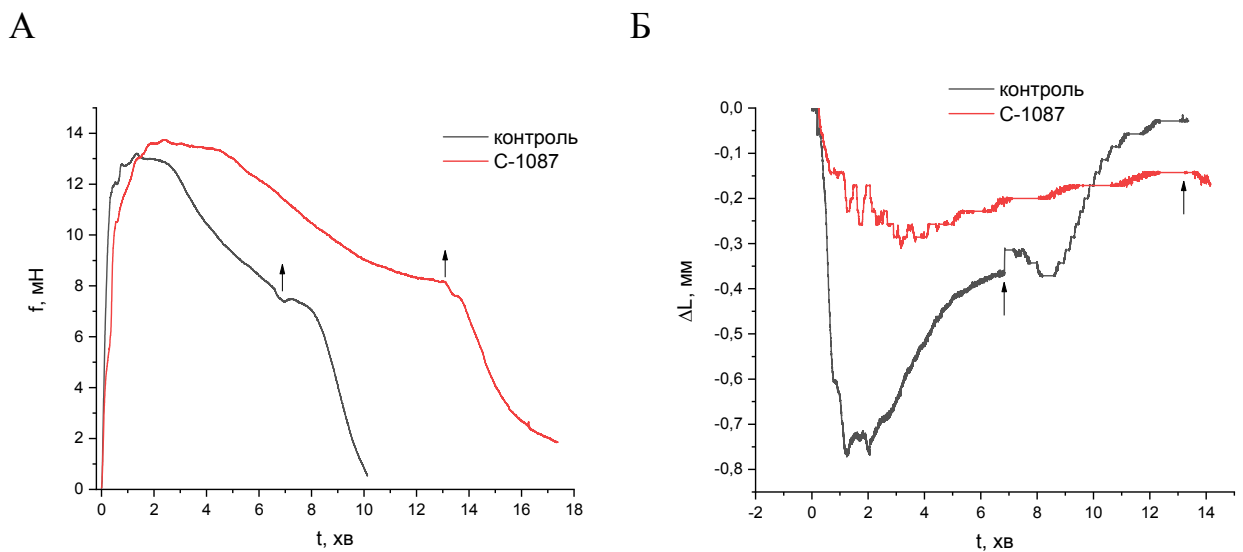 А
Б
контроль
С-1087
f, мН
14
12
10
8
6
4
2
0
0 2 4 6 8 10 12 14 16 18
t, хв
контроль
С-1087
ΔL, мм
0,0
-0,1
-0,2
-0,3
-0,4
-0,5
-0,6
-0,7
-0,8
-2 0 2 4 6 8 10 12 14
t, хв